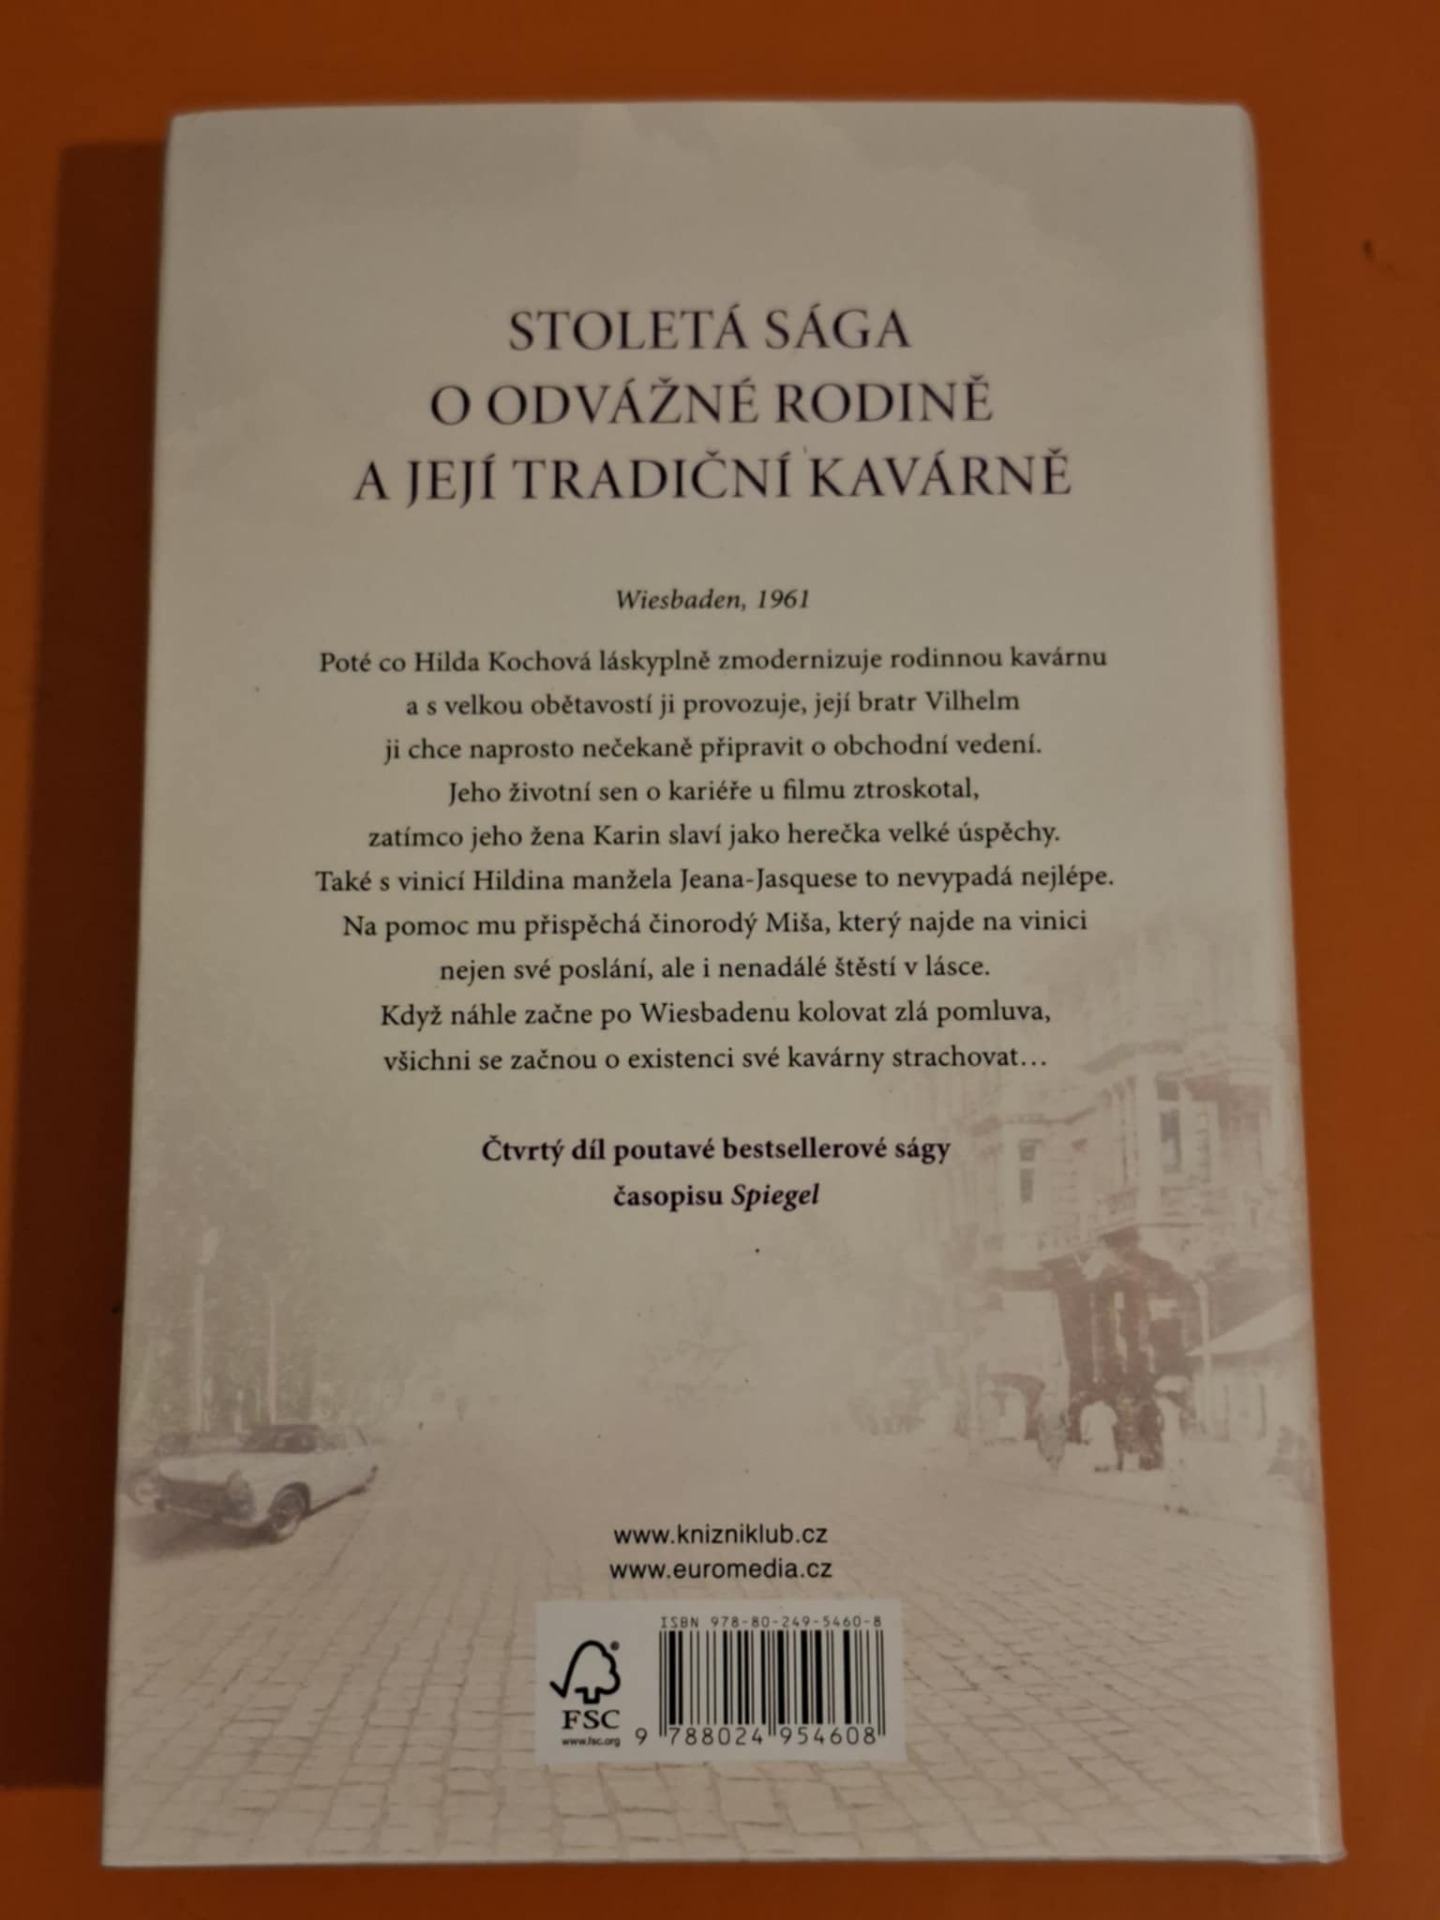 STOLETÁ SÁGA
O ODVÁŽNÉ RODINĚ
A JEJÍ TRADIČNÍ KAVÁRNĚ
Wiesbaden, 1961
Poté co Hilda Kochová láskyplně zmodernizuje rodinnou kavárnu
a s velkou obětavostí ji provozuje, její bratr Vilhelm
ji chce naprosto nečekaně připravit o obchodní vedení.
Jeho životní sen o kariéře u filmu ztroskotal,
zatímco jeho žena Karin slaví jako herečka velké úspěchy.
Také s vinicí Hildina manžela Jeana-Jasquese to nevypadá nejlépe.
Na pomoc mu přispěchá činorodý Miša, který najde na vinici
nejen své poslání, ale i nenadálé štěstí v lásce.
Když náhle začne po Wiesbadenu kolovat zlá pomluva,
všichni se začnou o existenci své kavárny strachovat…
Čtvrtý díl poutavé bestsellerové ságy
časopisu Spiegel
www.knizniklub.cz
www.euromedia.cz
ISBN 978-80-249-5460-8
FSC
www.fsc.org
9 788024 954608